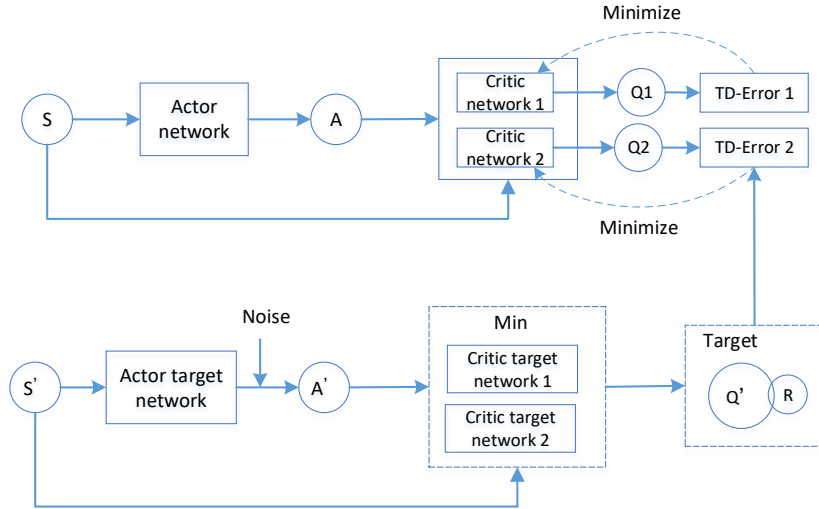 Minimize
S
Actor
network
A
Critic
network 1
Q1
TD-Error 1
Critic
network 2
Q2
TD-Error 2
Minimize
Noise
S'
Actor target
network
A'
Min
Critic target
network 1
Critic target
network 2
Target
Q'
R